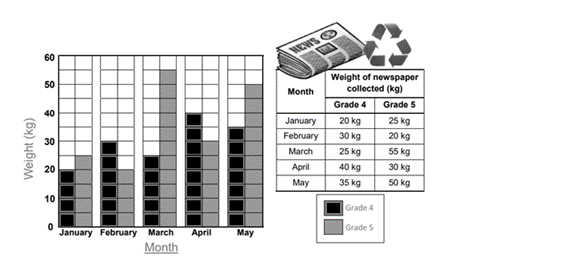 NEWS
60
50
40
30
20
10
0
Weight (kg)
January February March April May
Month
Month Weight of newspaper collected (kg)
Grade 4 Grade 5
January 20 kg 25 kg
February 30 kg 20 kg
March 25 kg 55 kg
April 40 kg 30 kg
May 35 kg 50 kg
Grade 4
Grade 5